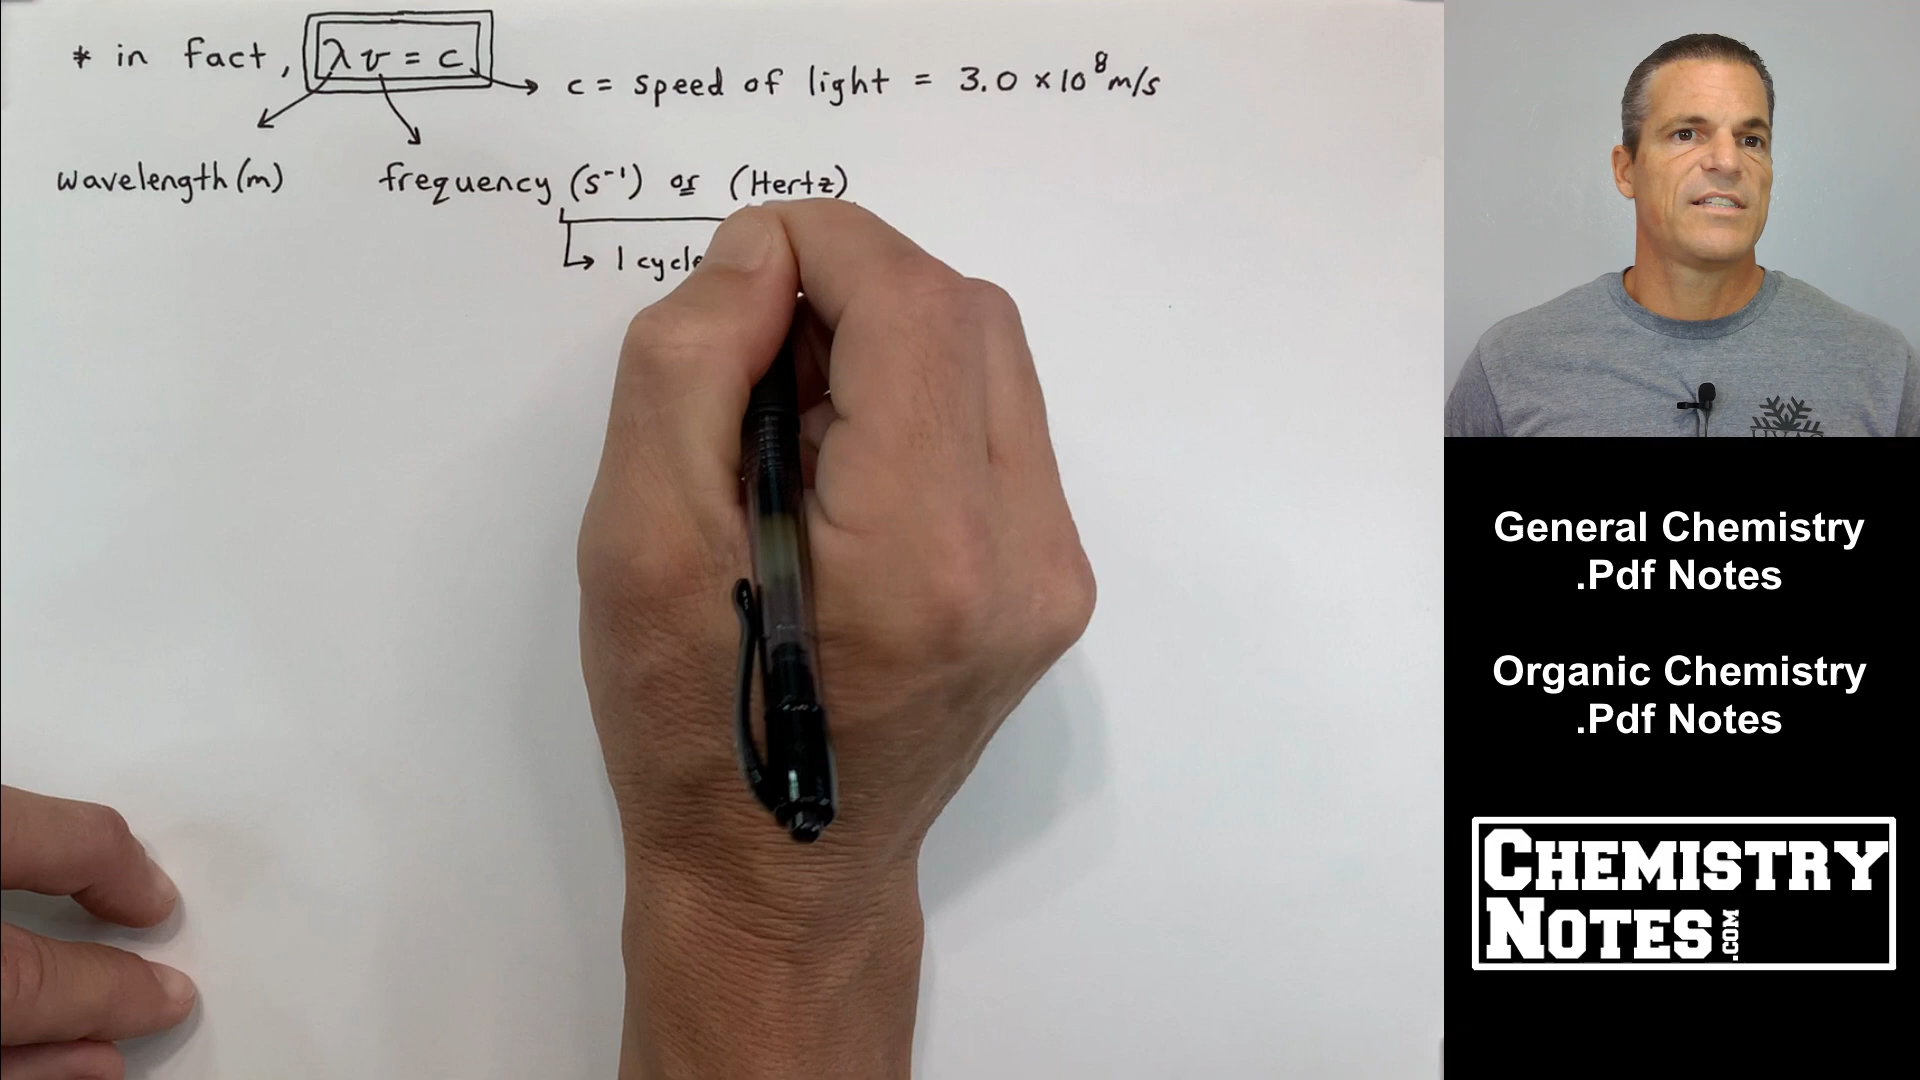 * in fact, λν = c
c = speed of light = 3.0 × 10⁸ m/s
wavelength (m) frequency (s⁻¹) or (Hertz)
1 cycle
General Chemistry
.Pdf Notes
Organic Chemistry
.Pdf Notes
CHEMISTRY
NOTES.COM